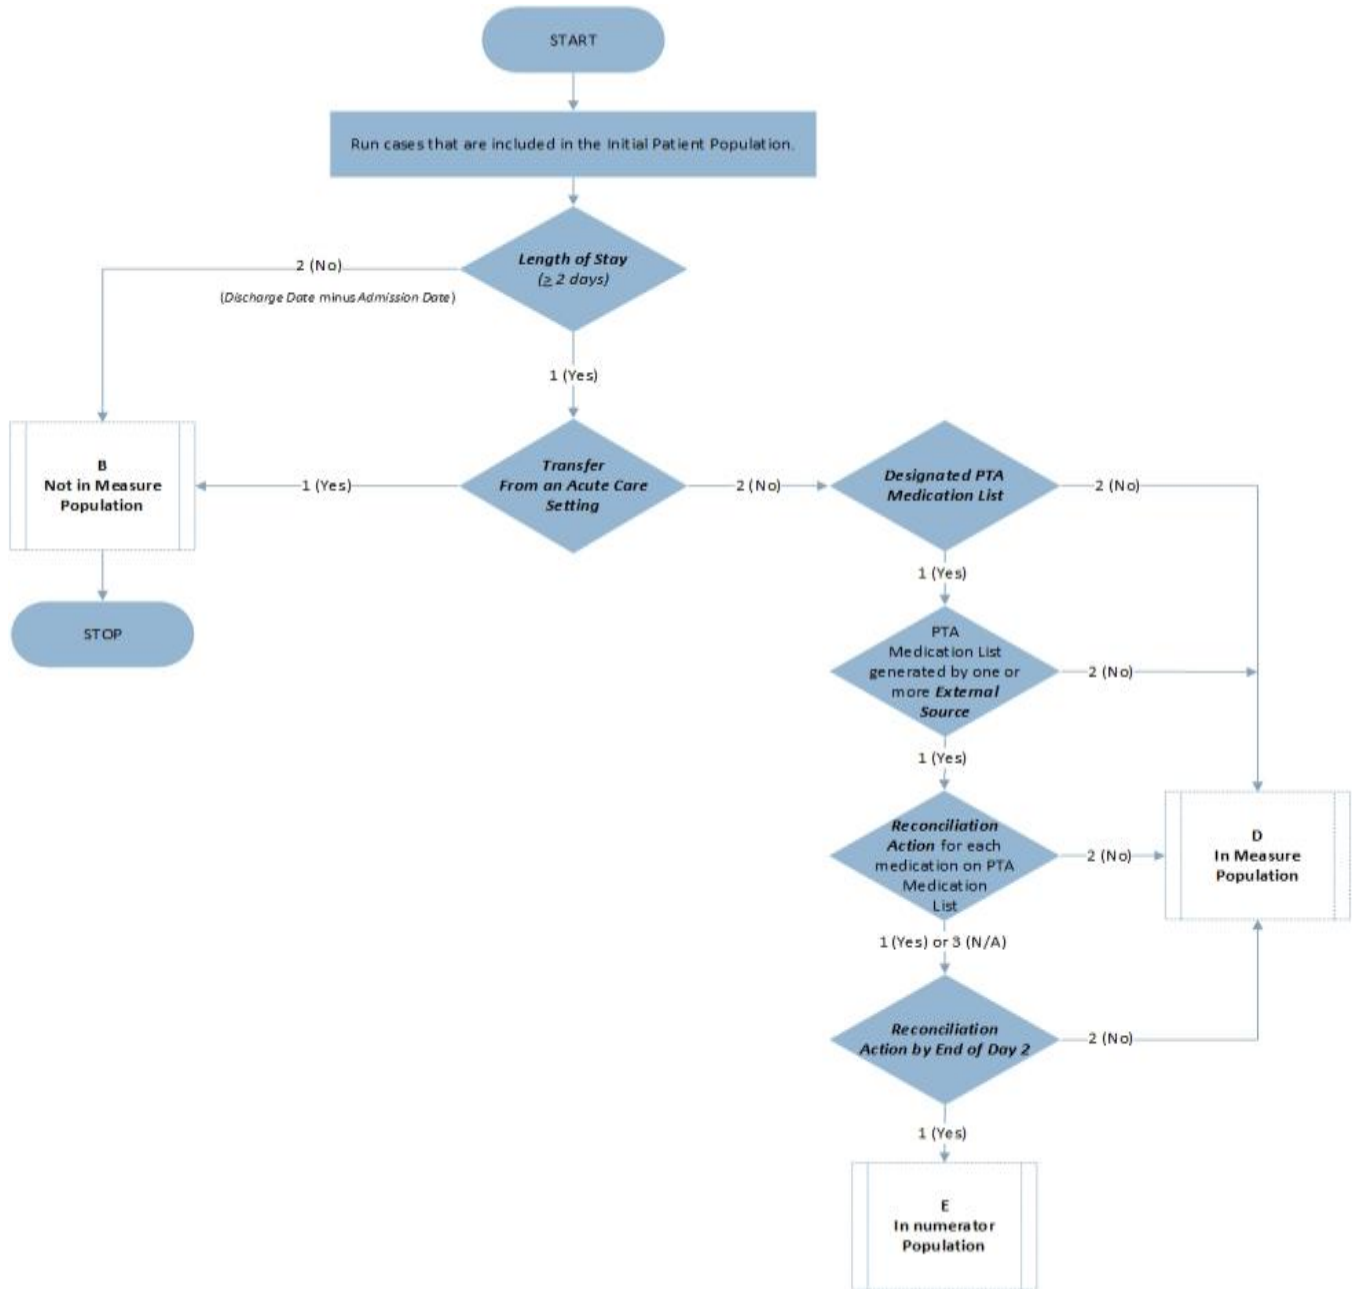 START
Run cases that are included in the Initial Patient Population.
Length of Stay
(≥ 2 days)
2 (No)
(Discharge Date minus Admission Date)
1 (Yes)
B
Not in Measure
Population
1 (Yes)
Transfer
From an Acute Care
Setting
2 (No)
Designated PTA
Medication List
2 (No)
STOP
1 (Yes)
PTA
Medication List
generated by one or
more External
Source
2 (No)
1 (Yes)
Reconciliation
Action for each
medication on PTA
Medication
List
2 (No)
D
In Measure
Population
1 (Yes) or 3 (N/A)
Reconciliation
Action by End of Day 2
2 (No)
1 (Yes)
E
In numerator
Population